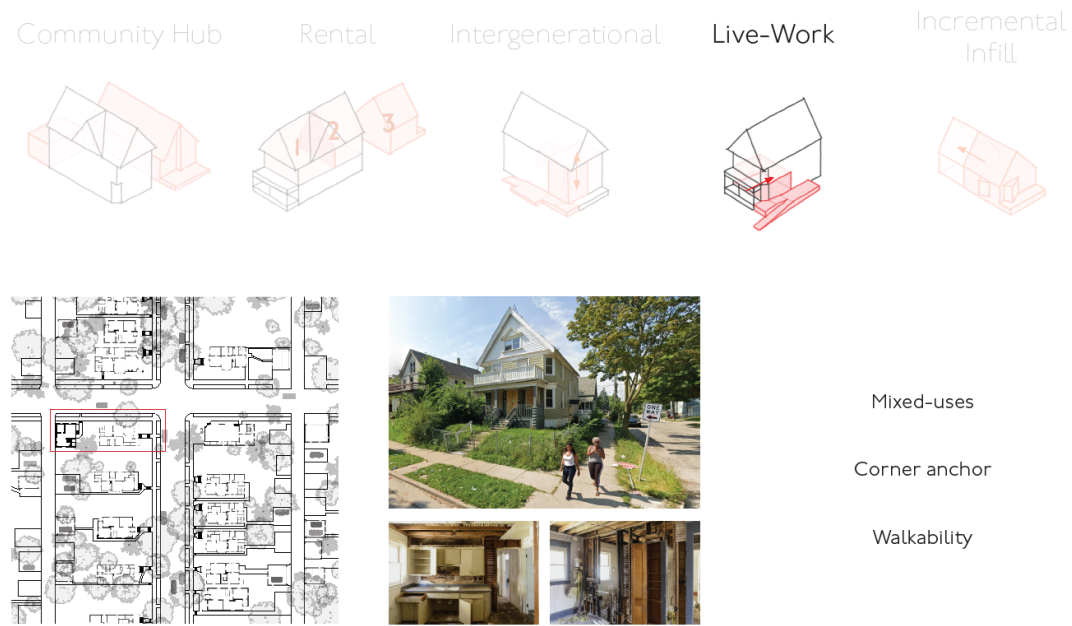 Community Hub
Rental
Intergenerational
Live-Work
Incremental
Infill
1
2
3
ONE
WAY
Mixed-uses
Corner anchor
Walkability